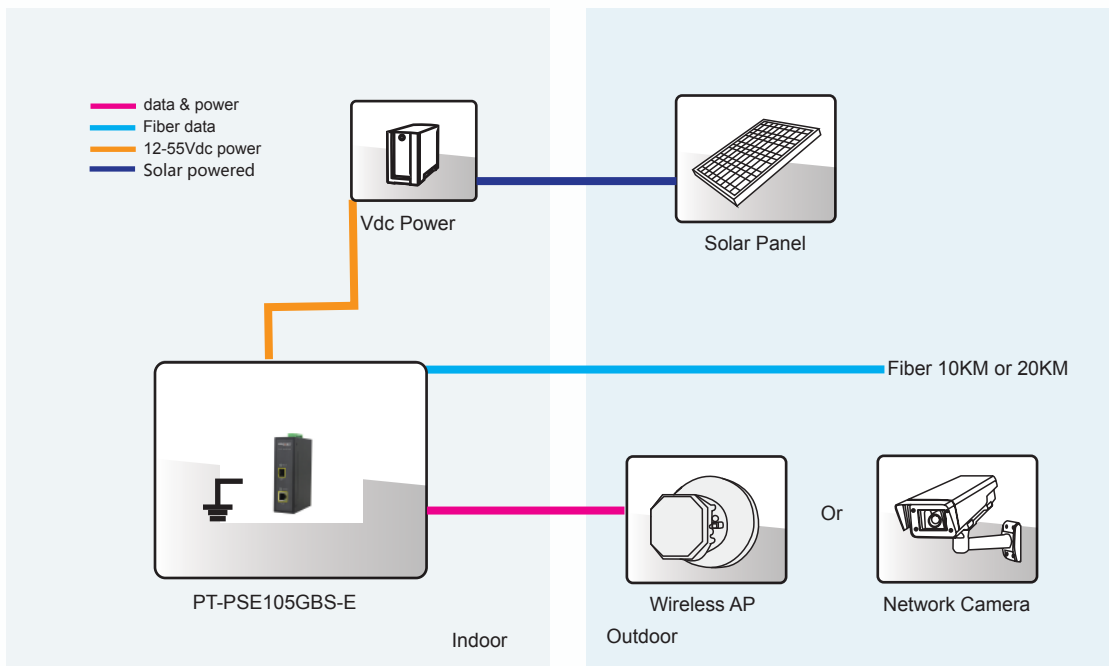 data & power
Fiber data
12-55Vdc power
Solar powered
Vdc Power
Solar Panel
Fiber 10KM or 20KM
Or
PT-PSE105GBS-E
Wireless AP
Network Camera
Indoor
Outdoor